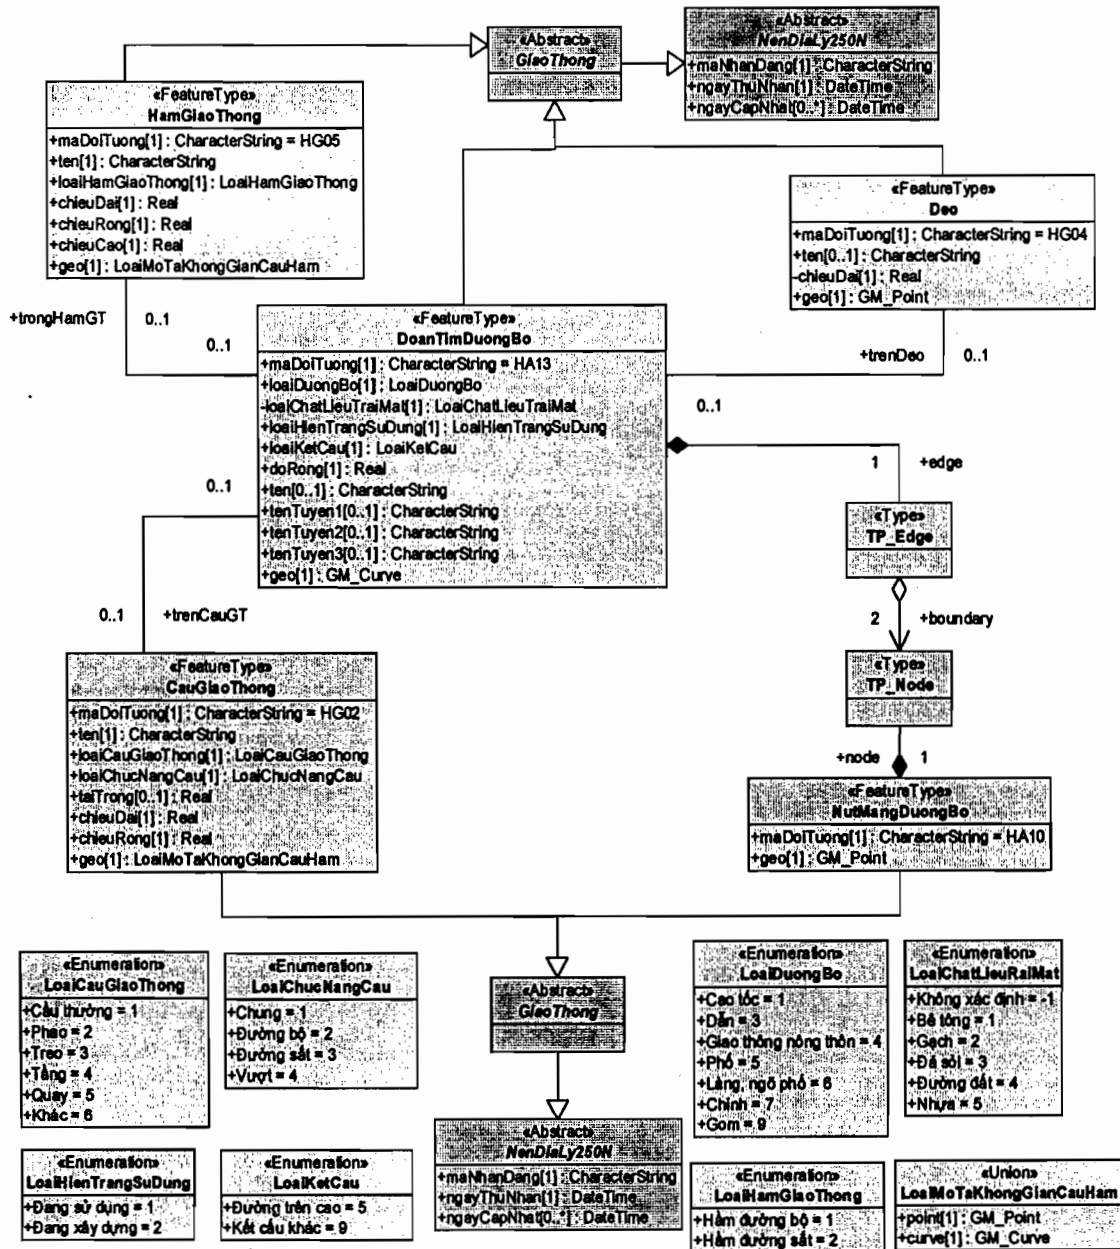 «Abstract»
GiaoThong
«Abstract»
NenDiaLy250N
+maNhanDang[1] : CharacterString
+ngayThuNhan[1] : DateTime
+ngayCapNhat[0..*] : DateTime
«FeatureType»
HamGiaoThong
+maDoiTuong[1] : CharacterString = HG05
+ten[1] : CharacterString
+loaiHamGiaoThong[1] : LoaiHamGiaoThong
+chieuDai[1] : Real
+chieuRong[1] : Real
+chieuCao[1] : Real
+geo[1] : LoaiMoTaKhongGianCauHam
«FeatureType»
Deo
+maDoiTuong[1] : CharacterString = HG04
+ten[0..1] : CharacterString
-chieuDai[1] : Real
+geo[1] : GM_Point
+trongHamGT
0..1
0..1
+trenDeo
0..1
0..1
«FeatureType»
DoanTimDuongBo
+maDoiTuong[1] : CharacterString = HA13
+loaiDuongBo[1] : LoaiDuongBo
-loaiChatLieuTraiMat[1] : LoaiChatLieuTraiMat
+loaiHienTrangSuDung[1] : LoaiHienTrangSuDung
+loaiKetCau[1] : LoaiKetCau
+doRong[1] : Real
+ten[0..1] : CharacterString
+tenTuyen1[0..1] : CharacterString
+tenTuyen2[0..1] : CharacterString
+tenTuyen3[0..1] : CharacterString
+geo[1] : GM_Curve
0..1
0..1
+trenCauGT
1
+edge
«Type»
TP_Edge
2
+boundary
«Type»
TP_Node
+node
1
«FeatureType»
CauGiaoThong
+maDoiTuong[1] : CharacterString = HG02
+ten[1] : CharacterString
+loaiCauGiaoThong[1] : LoaiCauGiaoThong
+loaiChucNangCau[1] : LoaiChucNangCau
+taiTrong[0..1] : Real
+chieuDai[1] : Real
+chieuRong[1] : Real
+geo[1] : LoaiMoTaKhongGianCauHam
«FeatureType»
NutMangDuongBo
+maDoiTuong[1] : CharacterString = HA10
+geo[1] : GM_Point
«Enumeration»
LoaiCauGiaoThong
+Cầu thường = 1
+Phao = 2
+Treo = 3
+Tầng = 4
+Quay = 5
+Khác = 6
«Enumeration»
LoaiChucNangCau
+Chung = 1
+Đường bộ = 2
+Đường sắt = 3
+Vượt = 4
«Abstract»
GiaoThong
«Enumeration»
LoaiDuongBo
+Cao tốc = 1
+Dẫn = 3
+Giao thông nông thôn = 4
+Phố = 5
+Làng, ngõ phố = 6
+Chính = 7
+Gom = 9
«Enumeration»
LoaiChatLieuRaiMat
+Không xác định = -1
+Bê tông = 1
+Gạch = 2
+Đá sỏi = 3
+Đường đất = 4
+Nhựa = 5
«Enumeration»
LoaiHienTrangSuDung
+Đang sử dụng = 1
+Đang xây dựng = 2
«Enumeration»
LoaiKetCau
+Đường trên cao = 5
+Kết cấu khác = 9
«Abstract»
NenDiaLy250N
+maNhanDang[1] : CharacterString
+ngayThuNhan[1] : DateTime
+ngayCapNhat[0..*] : DateTime
«Enumeration»
LoaiHamGiaoThong
+Hầm đường bộ = 1
+Hầm đường sắt = 2
«Union»
LoaiMoTaKhongGianCauHam
+point[1] : GM_Point
+curve[1] : GM_Curve